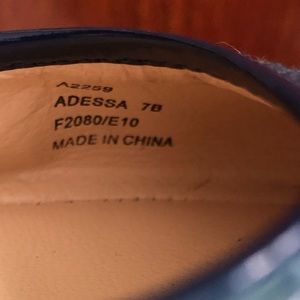 A2259
ADESSA 7B
F2080/E10
MADE IN CHINA